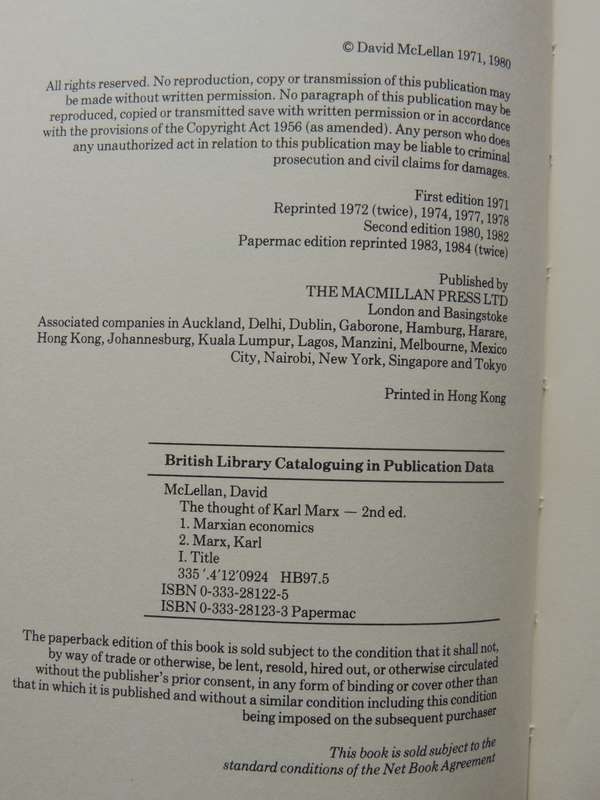 © David McLellan 1971, 1980
All rights reserved. No reproduction, copy or transmission of this publication may
be made without written permission. No paragraph of this publication may be
reproduced, copied or transmitted save with written permission or in accordance
with the provisions of the Copyright Act 1956 (as amended). Any person who does
any unauthorized act in relation to this publication may be liable to criminal
prosecution and civil claims for damages.
First edition 1971
Reprinted 1972 (twice), 1974, 1977, 1978
Second edition 1980, 1982
Papermac edition reprinted 1983, 1984 (twice)
Published by
THE MACMILLAN PRESS LTD
London and Basingstoke
Associated companies in Auckland, Delhi, Dublin, Gaborone, Hamburg, Harare,
Hong Kong, Johannesburg, Kuala Lumpur, Lagos, Manzini, Melbourne, Mexico
City, Nairobi, New York, Singapore and Tokyo
Printed in Hong Kong
British Library Cataloguing in Publication Data
McLellan, David
The thought of Karl Marx — 2nd ed.
1. Marxian economics
2. Marx, Karl
I. Title
335'.4'12'0924 HB97.5
ISBN 0-333-28122-5
ISBN 0-333-28123-3 Papermac
The paperback edition of this book is sold subject to the condition that it shall not,
by way of trade or otherwise, be lent, resold, hired out, or otherwise circulated
without the publisher's prior consent, in any form of binding or cover other than
that in which it is published and without a similar condition including this condition
being imposed on the subsequent purchaser
This book is sold subject to the
standard conditions of the Net Book Agreement